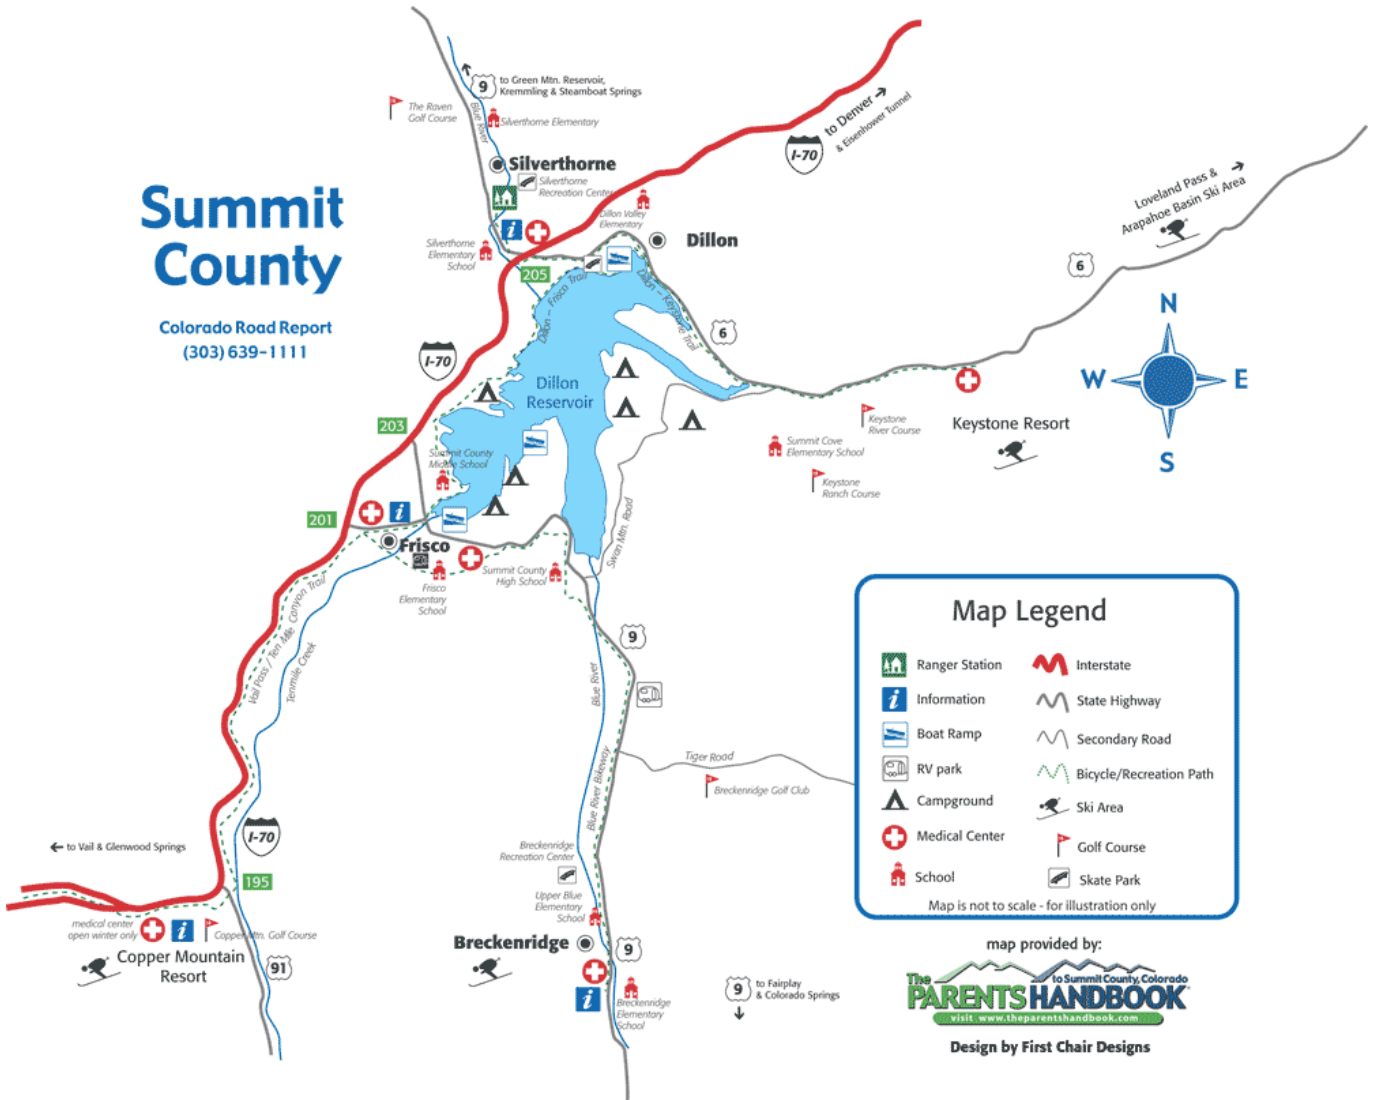 Summit
County
Colorado Road Report
(303) 639-1111
9
to Green Mtn. Reservoir,
Kremmling & Steamboat Springs
The Raven
Golf Course
Blue River
Silverthorne Elementary
Silverthorne
Silverthorne
Recreation Center
Dillon Valley
Elementary
Silverthorne
Elementary
School
205
Dillon
I-70
to Denver
& Eisenhower Tunnel
Loveland Pass &
Arapahoe Basin Ski Area
6
N
W
E
S
Dillon - Frisco Trail
Dillon - Keystone Trail
6
I-70
Dillon
Reservoir
203
Summit County
Middle School
Keystone
River Course
Keystone Resort
Summit Cove
Elementary School
Keystone
Ranch Course
201
Frisco
Frisco
Elementary
School
Summit County
High School
Swan Mtn. Road
Vail Pass / Ten Mile Canyon Trail
Tenmile Creek
9
Blue River
Blue River Bikeway
Tiger Road
Breckenridge Golf Club
I-70
to Vail & Glenwood Springs
195
medical center
open winter only
Copper Mtn. Golf Course
Copper Mountain
Resort
91
Breckenridge
Recreation Center
Upper Blue
Elementary
School
Breckenridge
9
Breckenridge
Elementary
School
9
to Fairplay
& Colorado Springs
Map Legend
Ranger Station
Interstate
Information
State Highway
Boat Ramp
Secondary Road
RV park
Bicycle/Recreation Path
Campground
Ski Area
Medical Center
Golf Course
School
Skate Park
Map is not to scale - for illustration only
map provided by:
The
to Summit County, Colorado
PARENTS HANDBOOK
visit www.theparentshandbook.com
Design by First Chair Designs